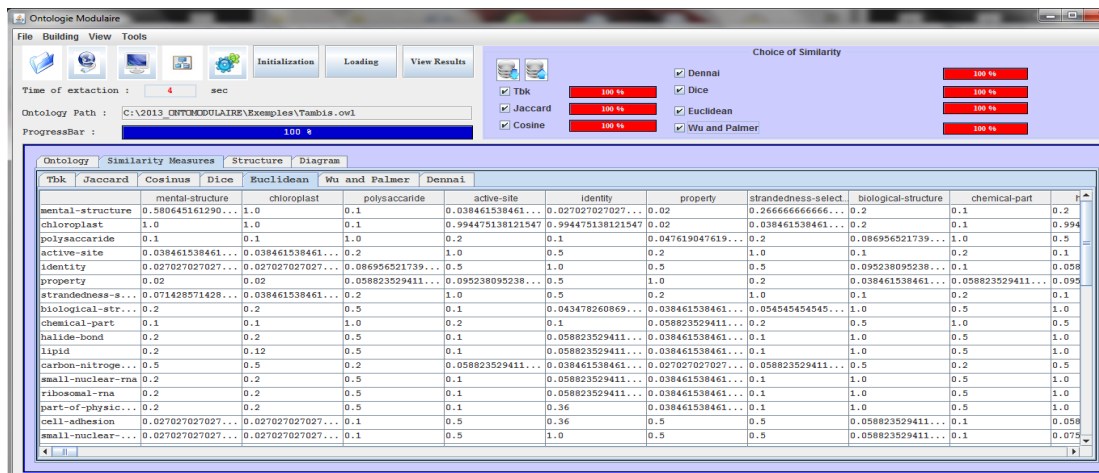 Ontologie Modulaire
File Building View Tools
Initialization Loading View Results
Time of extaction : 4 sec
Ontology Path : C:\2013_ONTOMODULAIRE\Exemples\Tambis.owl
ProgressBar : 100 %
Choice of Similarity
Tbk 100 %
Jaccard 100 %
Cosine 100 %
Dennai 100 %
Dice
Euclidean 100 %
Wu and Palmer 100 %
Ontology Similarity Measures Structure Diagram
Tbk Jaccard Cosinus Dice Euclidean Wu and Palmer Dennai
mental-structure chloroplast polysaccaride active-site identity property strandedness-select... biological-structure chemical-part h
mental-structure 0.580645161290... 1.0 0.1 0.038461538461... 0.027027027027... 0.02 0.266666666666... 0.2 0.1 0.2
chloroplast 1.0 1.0 0.1 0.994475138121547 0.994475138121547 0.02 0.038461538461... 0.2 0.1 0.994
polysaccaride 0.1 0.1 1.0 0.2 0.1 0.047619047619... 0.2 0.086956521739... 1.0 0.5
active-site 0.038461538461... 0.038461538461... 0.2 1.0 0.5 0.2 1.0 0.1 0.2 0.1
identity 0.027027027027... 0.027027027027... 0.086956521739... 0.5 1.0 0.5 0.5 0.095238095238... 0.1 0.058
property 0.02 0.02 0.058823529411... 0.095238095238... 0.5 1.0 0.2 0.038461538461... 0.058823529411... 0.095
strandedness-s... 0.071428571428... 0.038461538461... 0.2 1.0 0.5 0.2 1.0 0.1 0.2 0.1
biological-str... 0.2 0.2 0.5 0.1 0.043478260869... 0.038461538461... 0.054545454545... 1.0 0.5 1.0
chemical-part 0.1 0.1 1.0 0.2 0.1 0.058823529411... 0.2 0.5 1.0 0.5
halide-bond 0.2 0.2 0.5 0.1 0.058823529411... 0.038461538461... 0.1 1.0 0.5 1.0
lipid 0.2 0.12 0.5 0.1 0.058823529411... 0.038461538461... 0.1 1.0 0.5 1.0
carbon-nitroge... 0.5 0.5 0.2 0.058823529411... 0.038461538461... 0.027027027027... 0.058823529411... 0.5 0.2 0.5
small-nuclear-rna 0.2 0.2 0.5 0.1 0.058823529411... 0.038461538461... 0.1 1.0 0.5 1.0
ribosomal-rna 0.2 0.2 0.5 0.1 0.058823529411... 0.038461538461... 0.1 1.0 0.5 1.0
part-of-physic... 0.2 0.2 0.5 0.1 0.36 0.038461538461... 0.1 1.0 0.5 1.0
cell-adhesion 0.027027027027... 0.027027027027... 0.1 0.5 0.36 0.5 0.5 0.058823529411... 0.1 0.058
small-nuclear-... 0.027027027027... 0.027027027027... 0.1 0.5 1.0 0.5 0.5 0.058823529411... 0.1 0.075